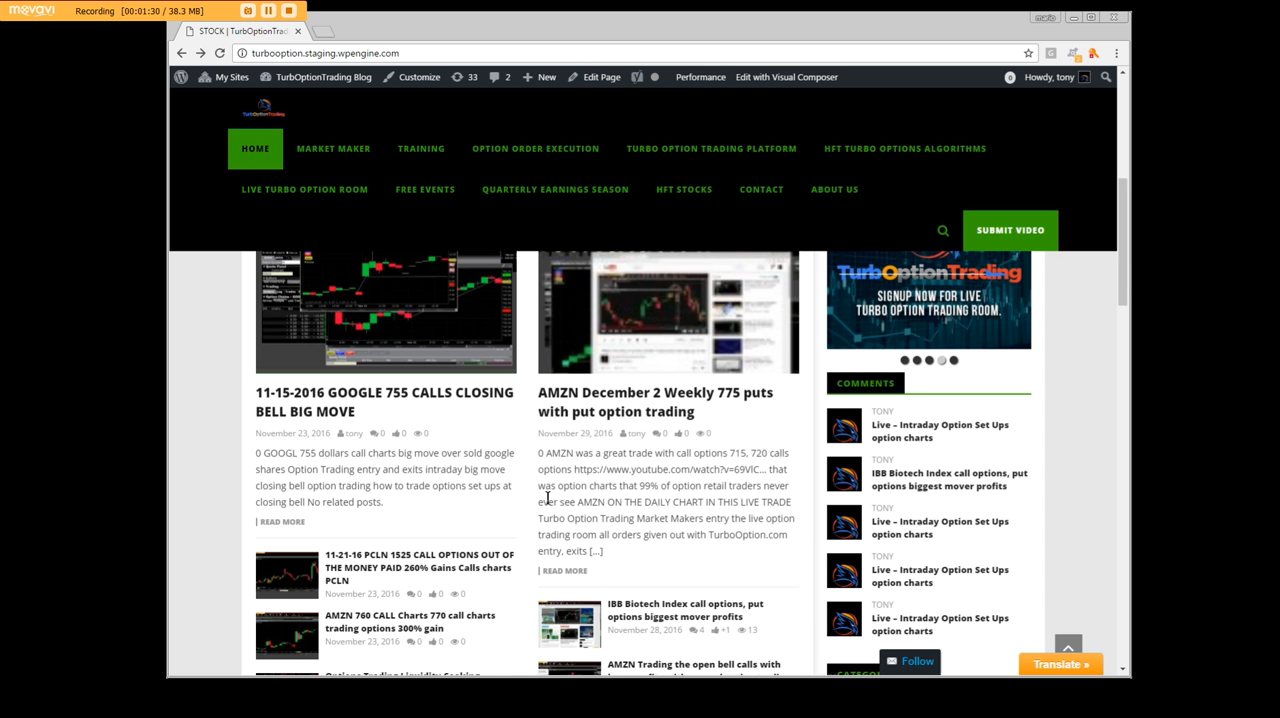 movavi
Recording [00:01:30 / 38.3 MB]
mario
STOCK | TurbOptionTrad
turbooption.staging.wpengine.com
My Sites TurbOptionTrading Blog Customize 33 2 New Edit Page Performance Edit with Visual Composer 0 Howdy, tony
TurbOptionTrading
HOME MARKET MAKER TRAINING OPTION ORDER EXECUTION TURBO OPTION TRADING PLATFORM HFT TURBO OPTIONS ALGORITHMS
LIVE TURBO OPTION ROOM FREE EVENTS QUARTERLY EARNINGS SEASON HFT STOCKS CONTACT ABOUT US
SUBMIT VIDEO
11-15-2016 GOOGLE 755 CALLS CLOSING
BELL BIG MOVE
November 23, 2016 tony 0 0 0
0 GOOGL 755 dollars call charts big move over sold google
shares Option Trading entry and exits intraday big move
closing bell option trading how to trade options set ups at
closing bell No related posts.
READ MORE
11-21-16 PCLN 1525 CALL OPTIONS OUT OF
THE MONEY PAID 260% Gains Calls charts
PCLN
November 23, 2016 0 0 0
AMZN 760 CALL Charts 770 call charts
trading options 300% gain
November 23, 2016 0 0 0
Options Trading Liquidity Seeking
AMZN December 2 Weekly 775 puts
with put option trading
November 29, 2016 tony 0 0 0
0 AMZN was a great trade with call options 715, 720 calls
options https://www.youtube.com/watch?v=69VlC... that
was option charts that 99% of option retail traders never
ever see AMZN ON THE DAILY CHART IN THIS LIVE TRADE
Turbo Option Trading Market Makers entry the live option
trading room all orders given out with TurboOption.com
entry, exits [...]
READ MORE
IBB Biotech Index call options, put
options biggest mover profits
November 28, 2016 4 +1 13
AMZN Trading the open bell calls with
TurbOptionTrading
SIGNUP NOW FOR LIVE
TURBO OPTION TRADING ROOM.
COMMENTS
TONY
Live – Intraday Option Set Ups
option charts
TONY
IBB Biotech Index call options, put
options biggest mover profits
TONY
Live – Intraday Option Set Ups
option charts
TONY
Live – Intraday Option Set Ups
option charts
TONY
Live – Intraday Option Set Ups
option charts
Follow
Translate »